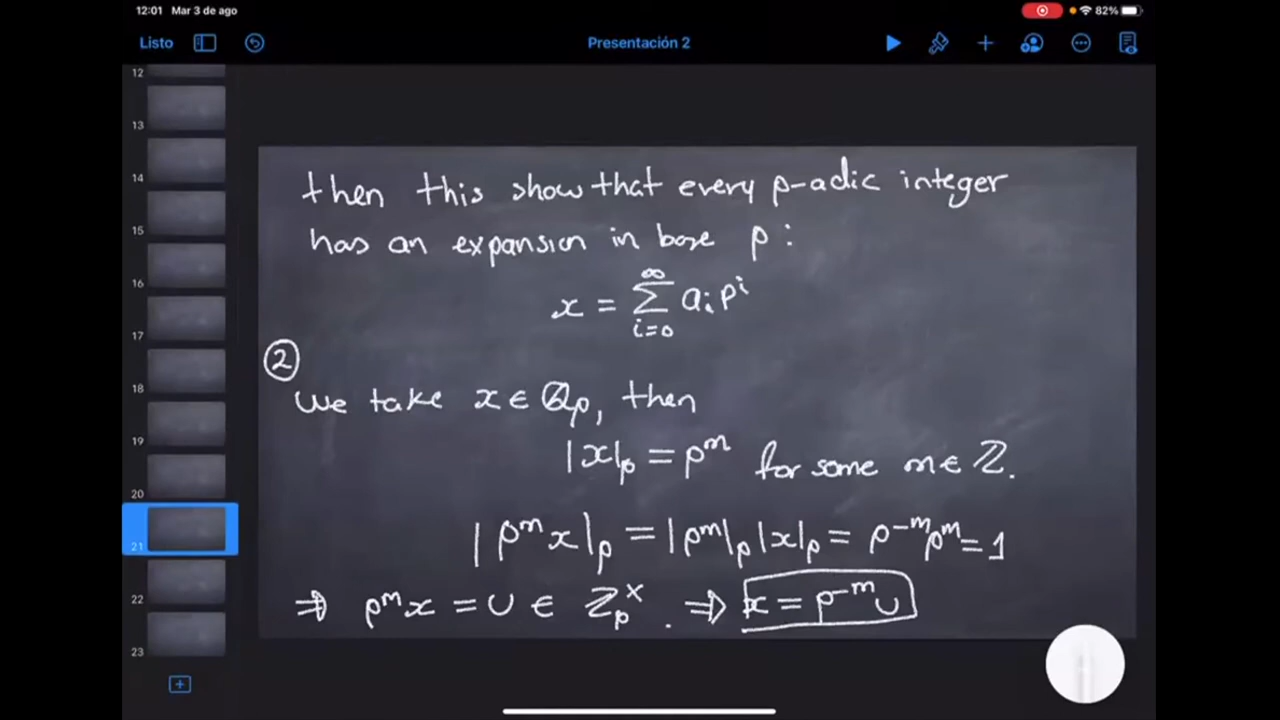 12:01 Mar 3 de ago
82%
Listo
Presentación 2
12
13
14
15
16
17
18
19
20
21
22
23
then this show that every p-adic integer
has an expansion in base p :
x = ∑_{i=0}^{∞} a_i p^i
②
We take x ∈ ℚ_p, then
|x|_p = p^m for some m ∈ ℤ.
|p^m x|_p = |p^m|_p |x|_p = p^{-m} p^m = 1
⇒ p^m x = u ∈ ℤ_p^× . ⇒ x = p^{-m} u